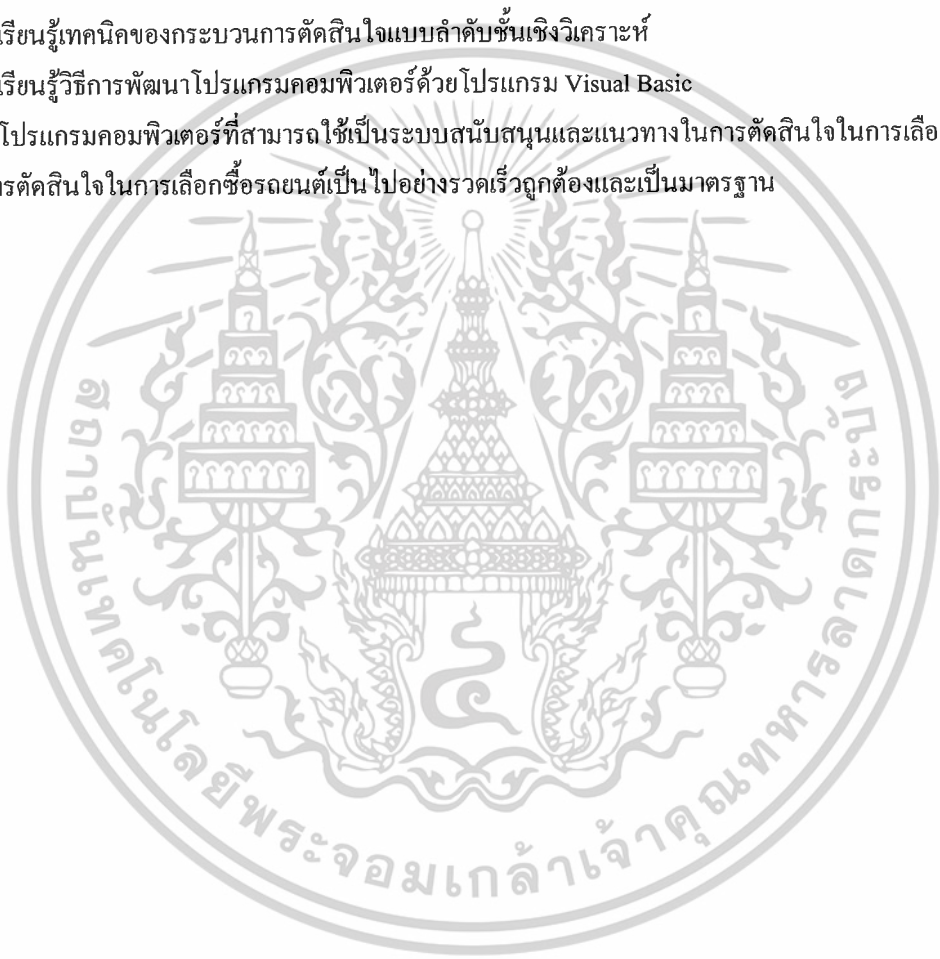 เรียนรู้เทคนิคของกระบวนการตัดสินใจแบบลำดับชั้นเชิงวิเคราะห์
เรียนรู้วิธีการพัฒนาโปรแกรมคอมพิวเตอร์ด้วยโปรแกรม Visual Basic
โปรแกรมคอมพิวเตอร์ที่สามารถใช้เป็นระบบสนับสนุนและแนวทางในการตัดสินใจในการเลือ
รตัดสินใจในการเลือกซื้อรถยนต์เป็นไปอย่างรวดเร็วถูกต้องและเป็นมาตรฐาน
สถาบันเทคโนโลยีพระจอมเกล้าเจ้าคุณทหารลาดกระบัง